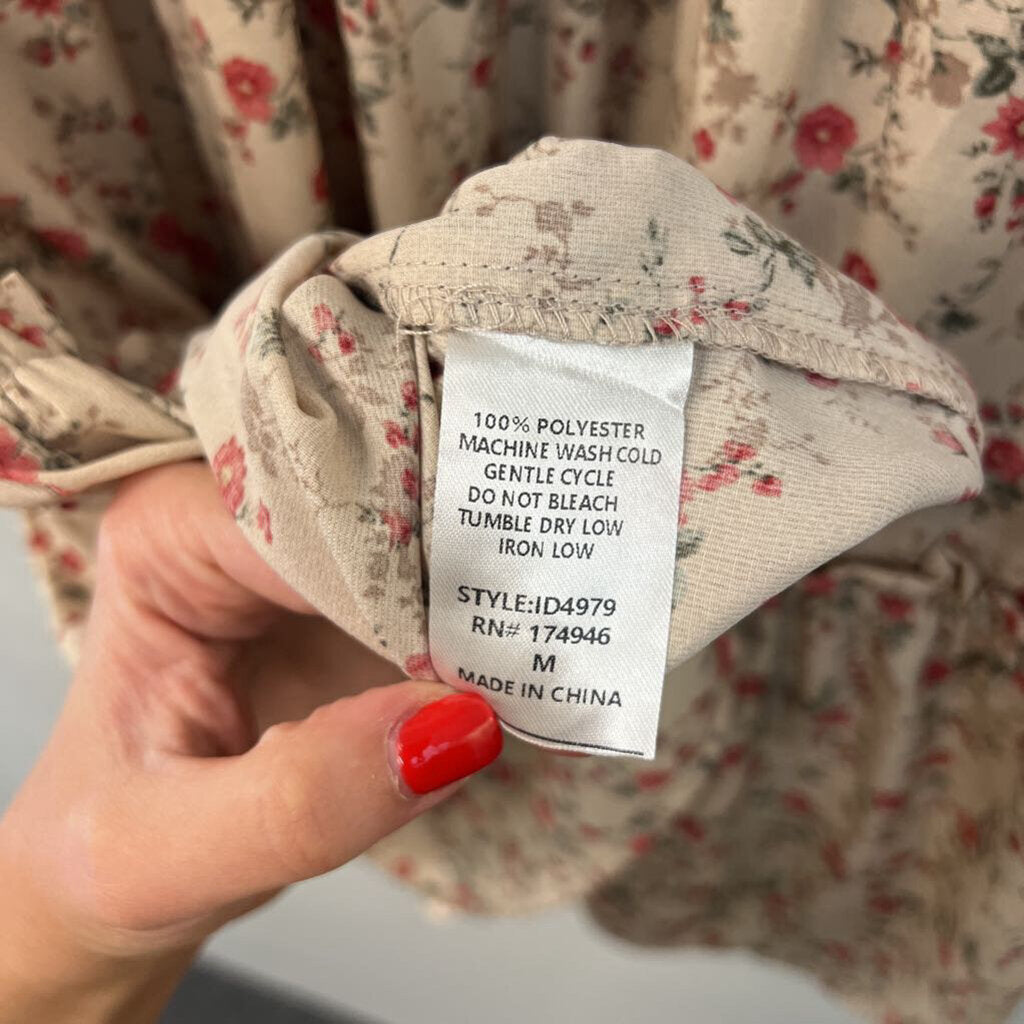 100% POLYESTER
MACHINE WASH COLD
GENTLE CYCLE
DO NOT BLEACH
TUMBLE DRY LOW
IRON LOW
STYLE:ID4979
RN# 174946
M
MADE IN CHINA